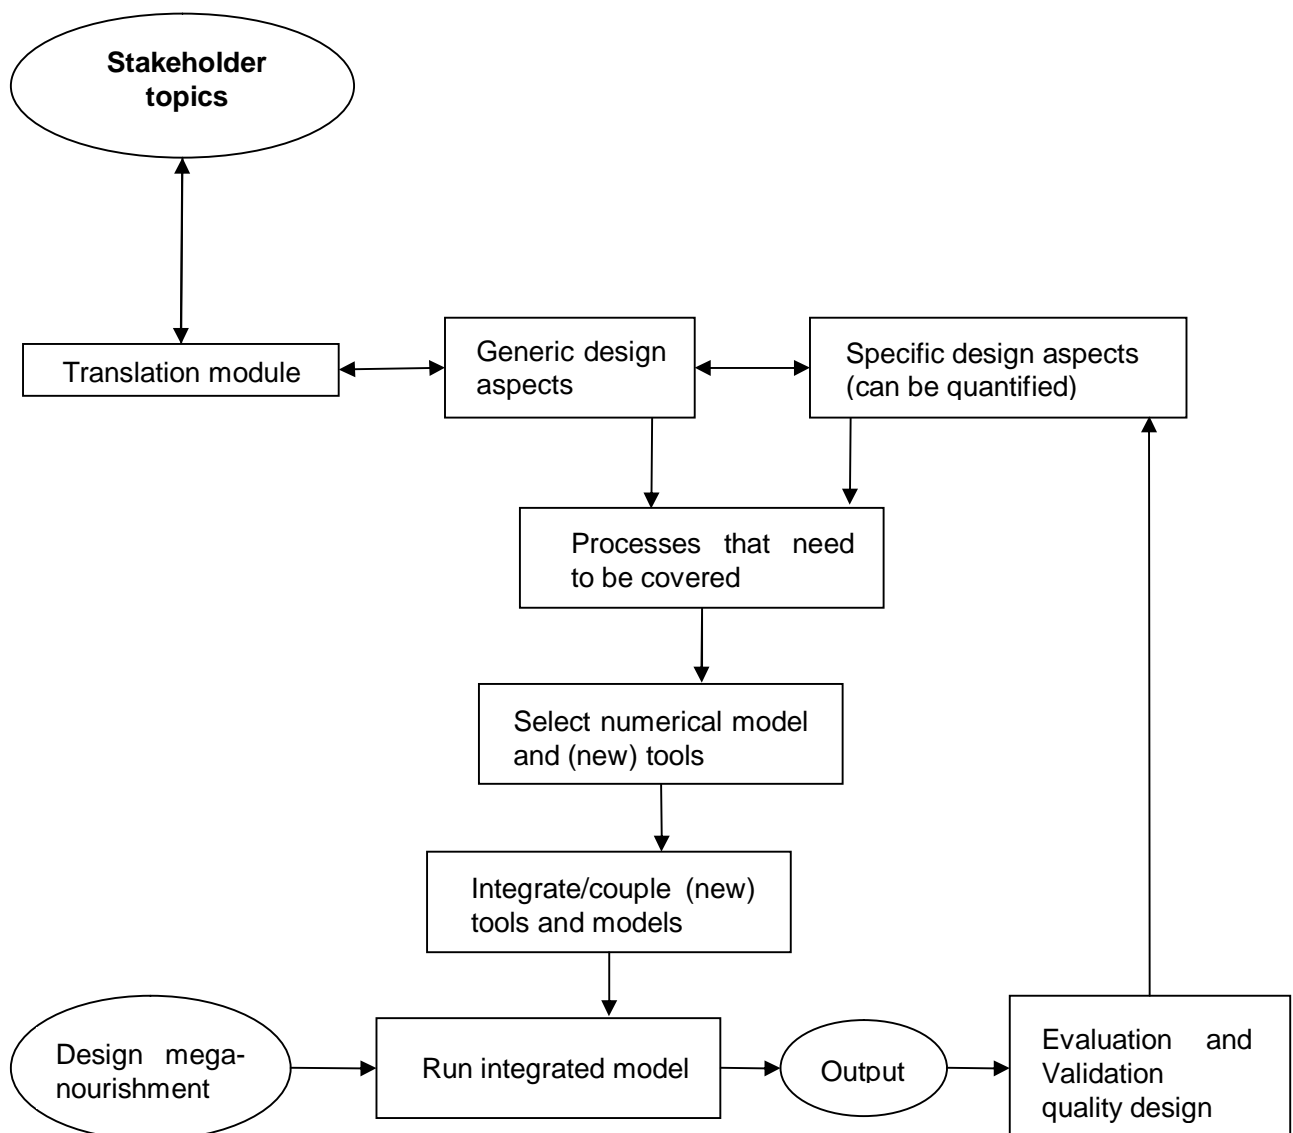 Stakeholder
topics
Translation module
Generic design
aspects
Specific design aspects
(can be quantified)
Processes that need
to be covered
Select numerical model
and (new) tools
Integrate/couple (new)
tools and models
Design mega-
nourishment
Run integrated model
Output
Evaluation and
Validation
quality design